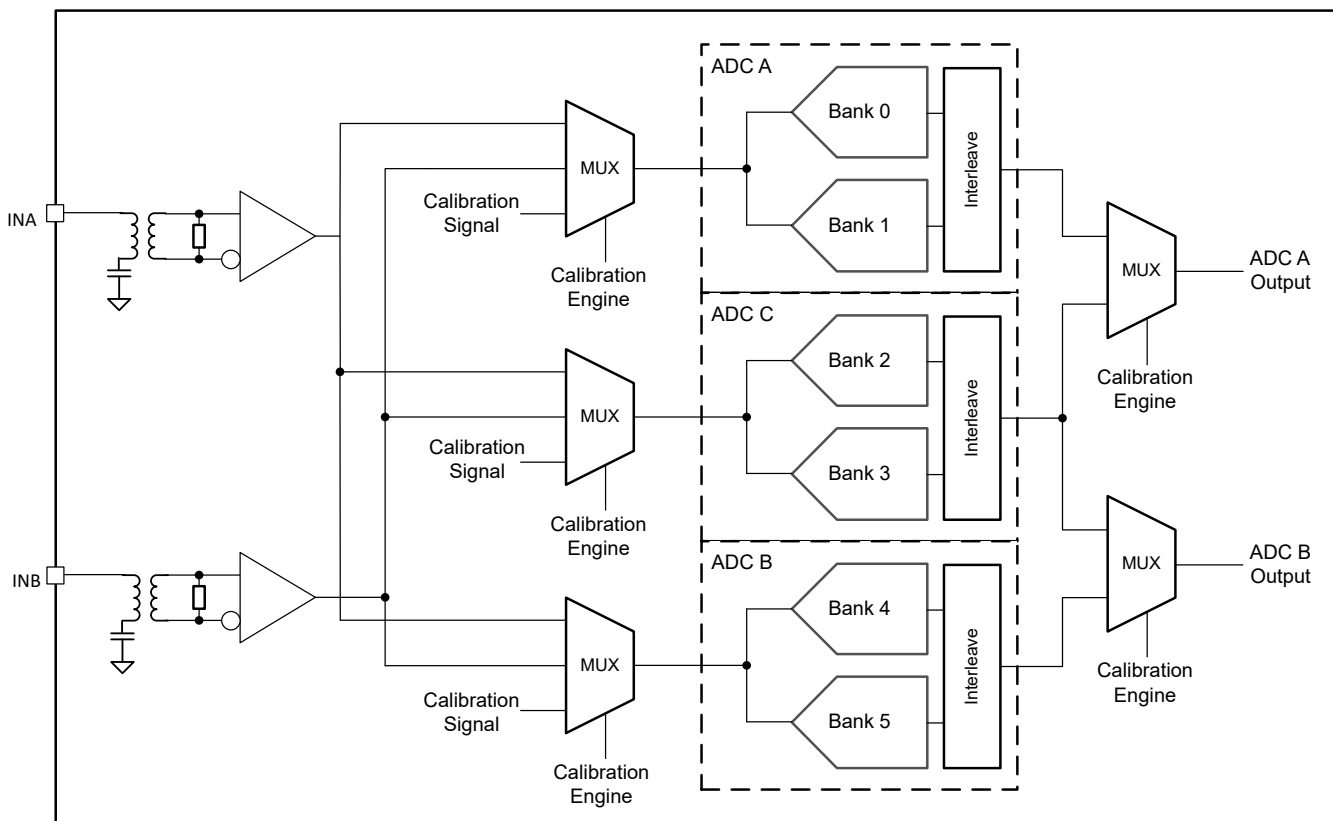 ADC A
Bank 0
Interleave
MUX
Calibration
Signal
Bank 1
INA
Calibration
Engine
MUX
ADC A
Output
ADC C
Bank 2
Calibration
Engine
MUX
Interleave
Calibration
Signal
Bank 3
Calibration
Engine
ADC B
INB
MUX
ADC B
Output
Bank 4
MUX
Interleave
Calibration
Engine
Calibration
Signal
Bank 5
Calibration
Engine